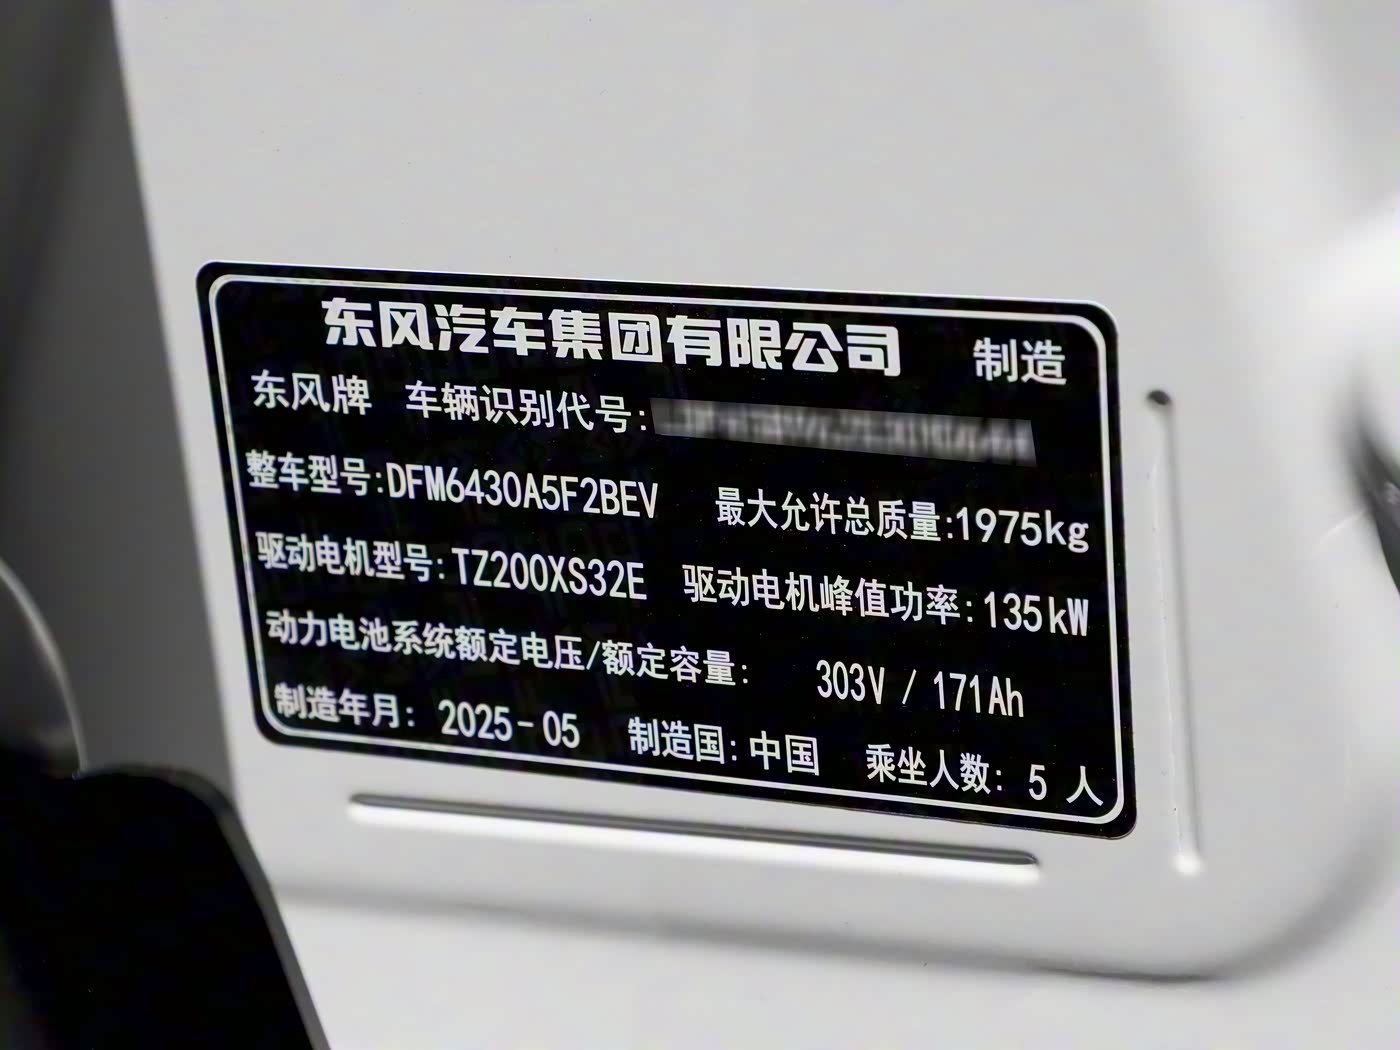 东风汽车集团有限公司 制造
东风牌 车辆识别代号:
整车型号:DFM6430A5F2BEV 最大允许总质量:1975kg
驱动电机型号:TZ200XS32E 驱动电机峰值功率:135kW
动力电池系统额定电压/额定容量: 303V / 171Ah
制造年月: 2025-05 制造国:中国 乘坐人数: 5 人